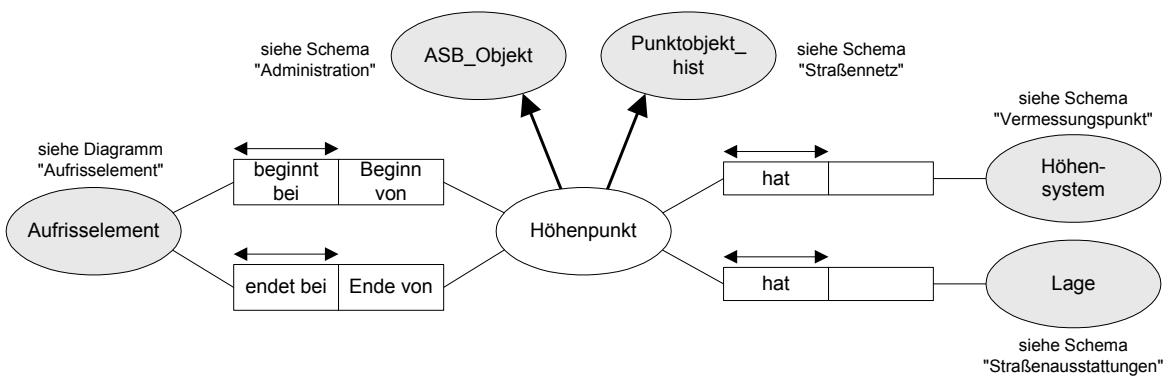 siehe Schema
"Administration"
ASB_Objekt
Punktobjekt_
hist
siehe Schema
"Straßennetz"
siehe Schema
"Vermessungspunkt"
siehe Diagramm
"Aufrisselement"
beginnt
bei
Beginn
von
hat
Höhen-
system
Aufrisselement
Höhenpunkt
endet bei
Ende von
hat
Lage
siehe Schema
"Straßenausstattungen"